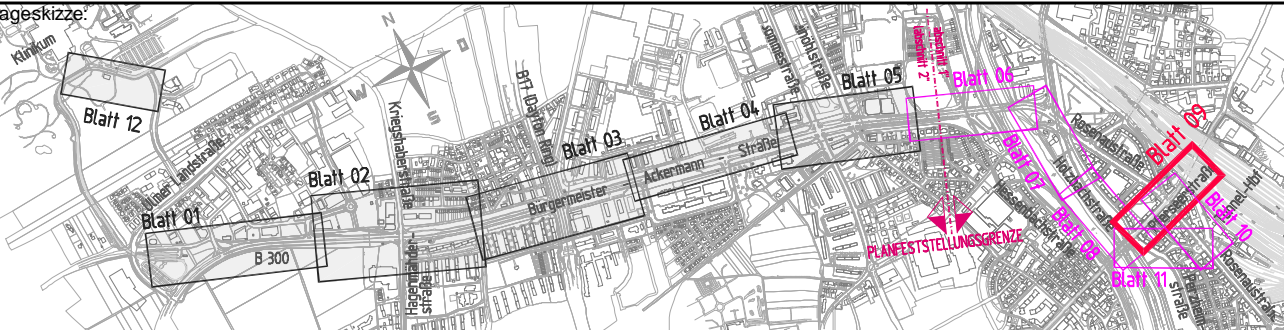 ageskizze:
Klinikum
Blatt 12
Ulmer-Landstraße
Blatt 01
B 300
Blatt 02
N
O
S
W
Kriegshaberstraße
Hagenmähder-
straße
B17-(Dayton Ring)
Blatt 03
Bürgermeister - Ackermann - Straße
Blatt 04
Blatt 05
abschnitt 1"
(abschnitt 2"
Blatt 06
PLANFESTSTELLUNGSGRENZE
Blatt 07
Blatt 08
Rosenaustraße
Holzbachstraße
Hessenbachstraße
Blatt 09
Blatt 10
Blatt 11
Rosenaustraße
straße